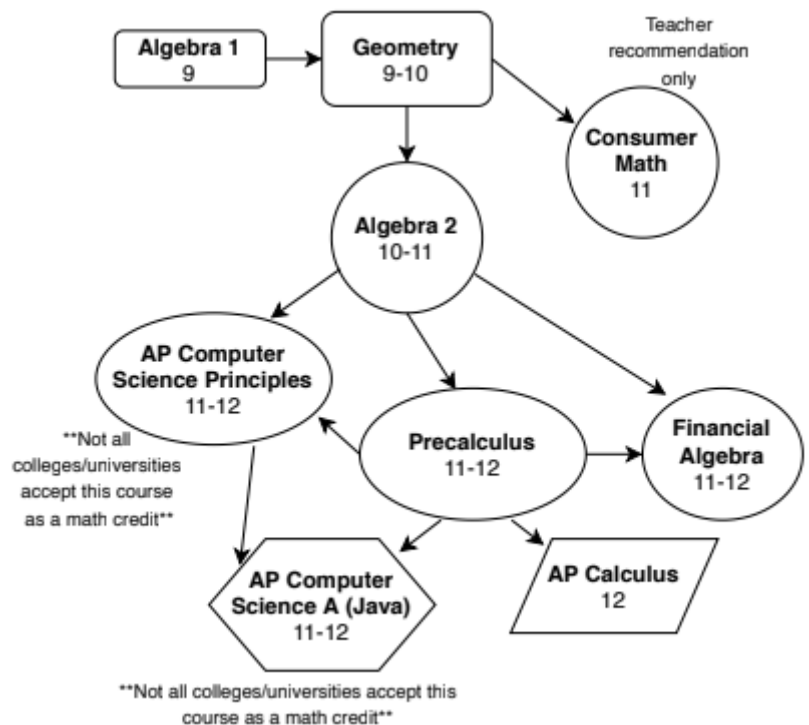 Algebra 1
9
Geometry
9-10
Teacher
recommendation
only
Consumer
Math
11
Algebra 2
10-11
AP Computer
Science Principles
11-12
**Not all
colleges/universities
accept this course
as a math credit**
Precalculus
11-12
Financial
Algebra
11-12
AP Computer
Science A (Java)
11-12
AP Calculus
12
**Not all colleges/universities accept this
course as a math credit**